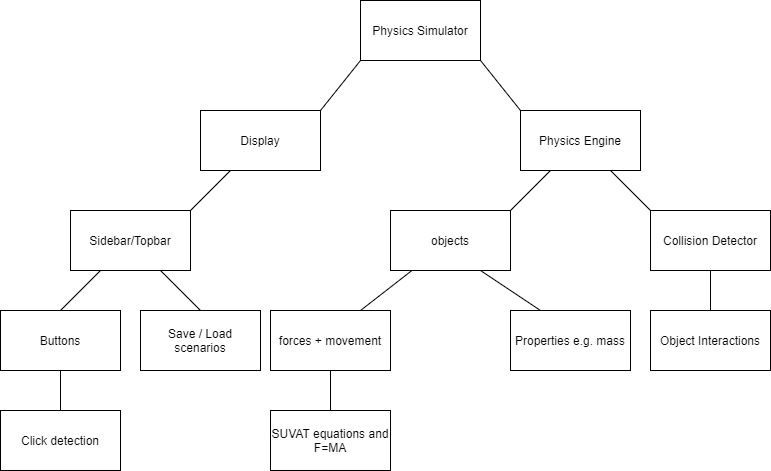 Physics Simulator
Display
Physics Engine
Sidebar/Topbar
objects
Collision Detector
Buttons
Save / Load
scenarios
forces + movement
Properties e.g. mass
Object Interactions
Click detection
SUVAT equations and
F=MA